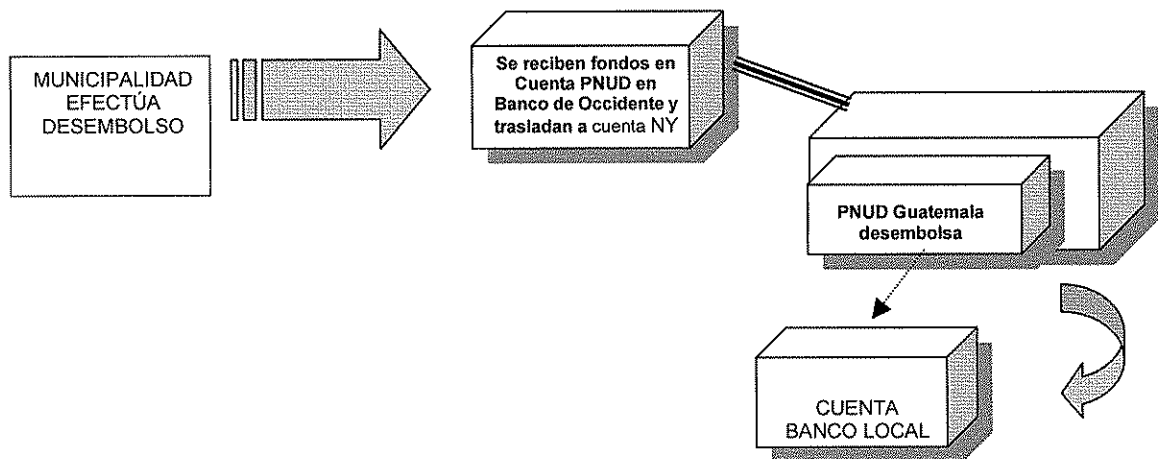 MUNICIPALIDAD
EFECTÚA
DESEMBOLSO
Se reciben fondos en
Cuenta PNUD en
Banco de Occidente y
trasladan a cuenta NY
PNUD Guatemala
desembolsa
CUENTA
BANCO LOCAL